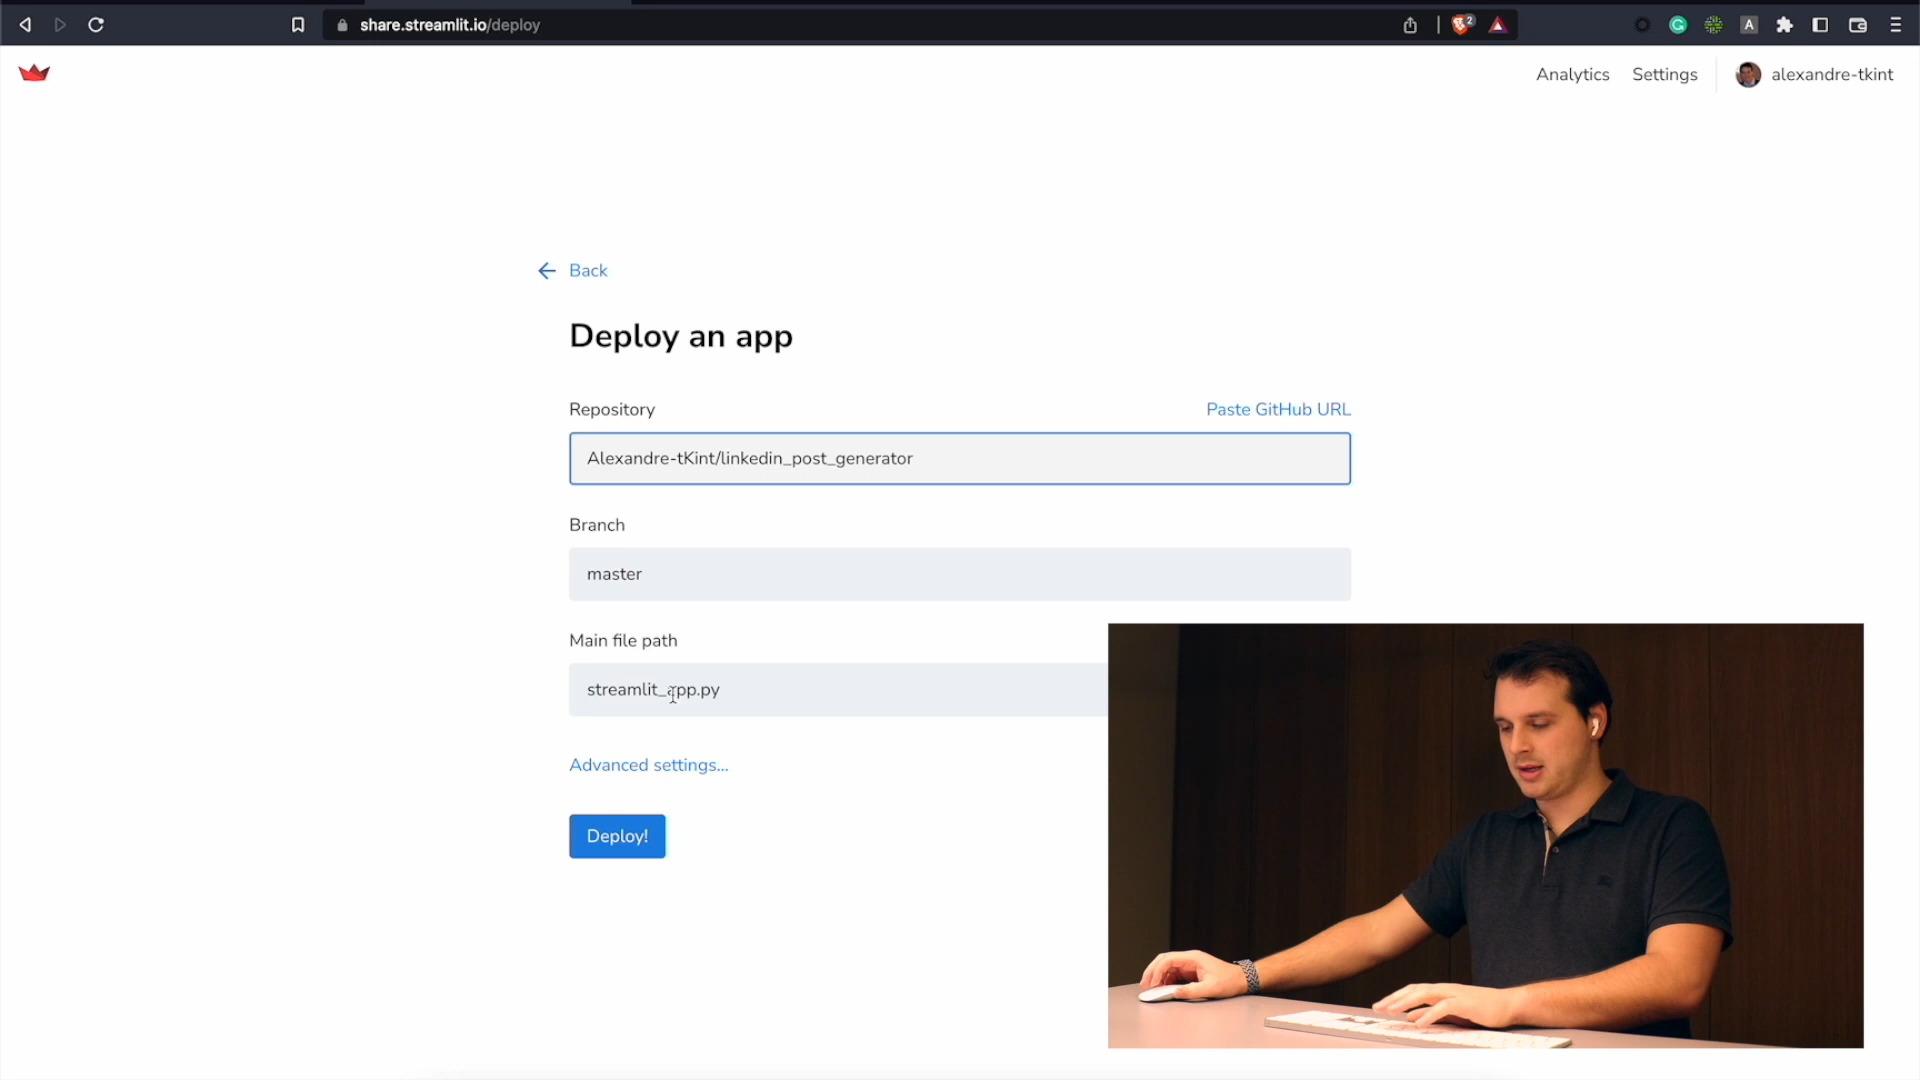 share.streamlit.io/deploy
2
A
Analytics
Settings
alexandre-tkint
Back
Deploy an app
Repository
Paste GitHub URL
Alexandre-tKint/linkedin_post_generator
Branch
master
Main file path
streamlit_app.py
Advanced settings...
Deploy!